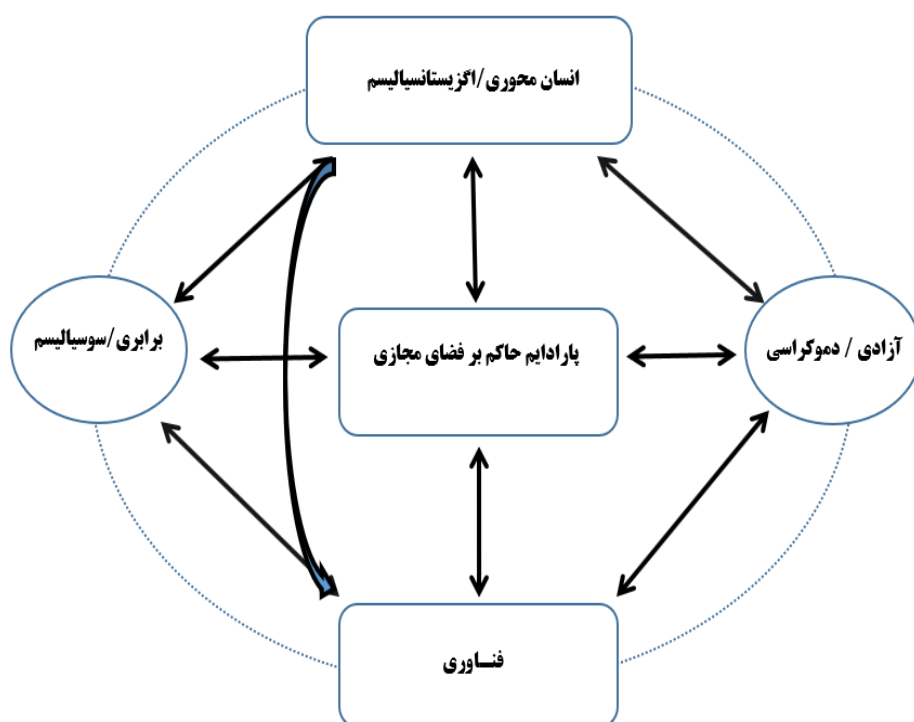 انسان محوری/اگزیستانسیالیسم
آزادی / دموکراسی
پارادایم حاکم بر فضای مجازی
برابری/سوسیالیسم
فنــاوری